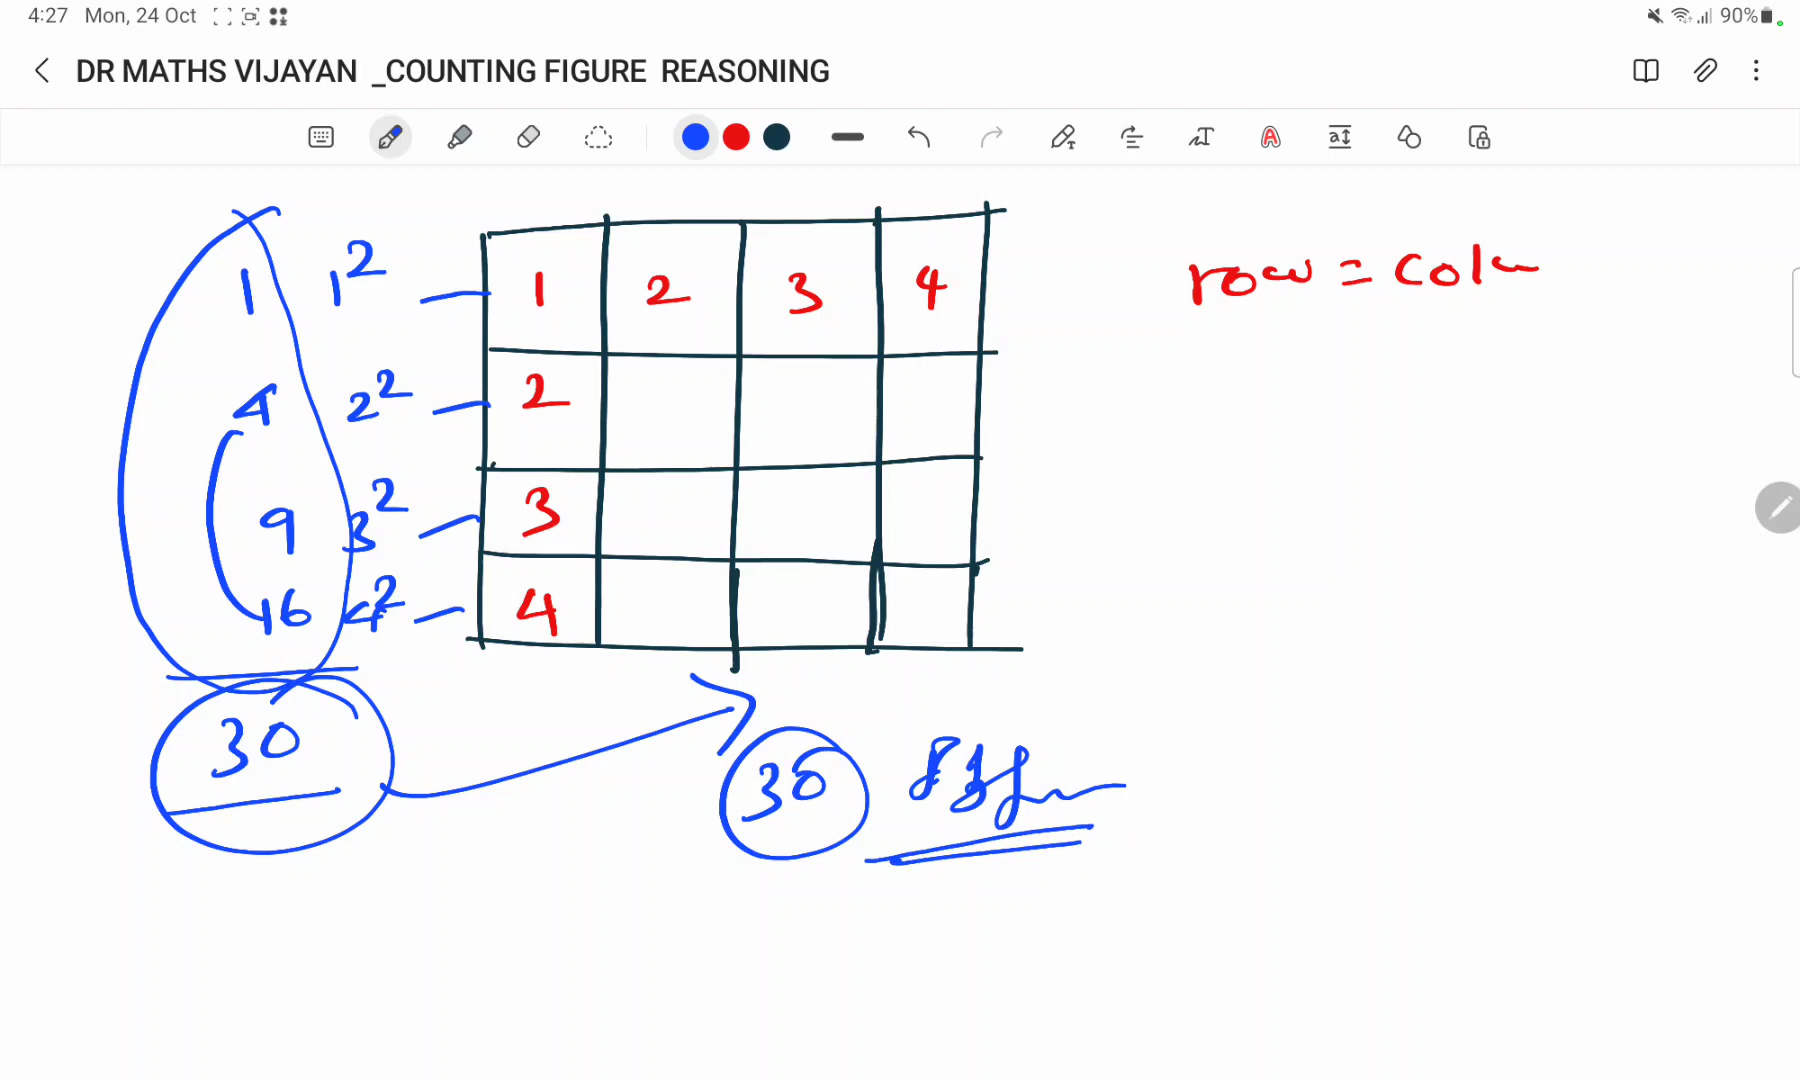 4:27 Mon, 24 Oct 90%
DR MATHS VIJAYAN _COUNTING FIGURE REASONING
1 1² 1 2 3 4 row =
4 2² 2
9 3² 3
16 4² 4
30
30